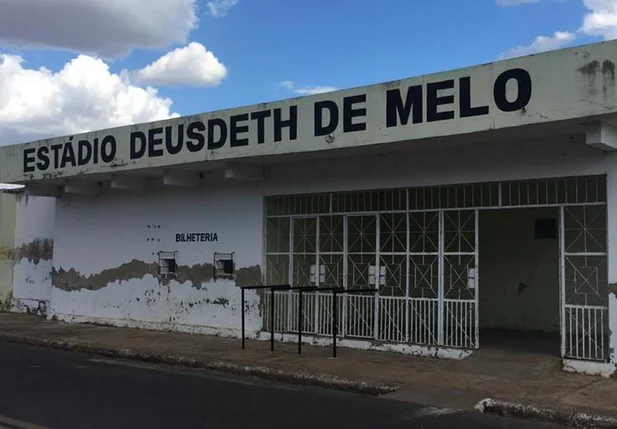 ESTÁDIO DEUSDETH DE MELO
BILHETERIA